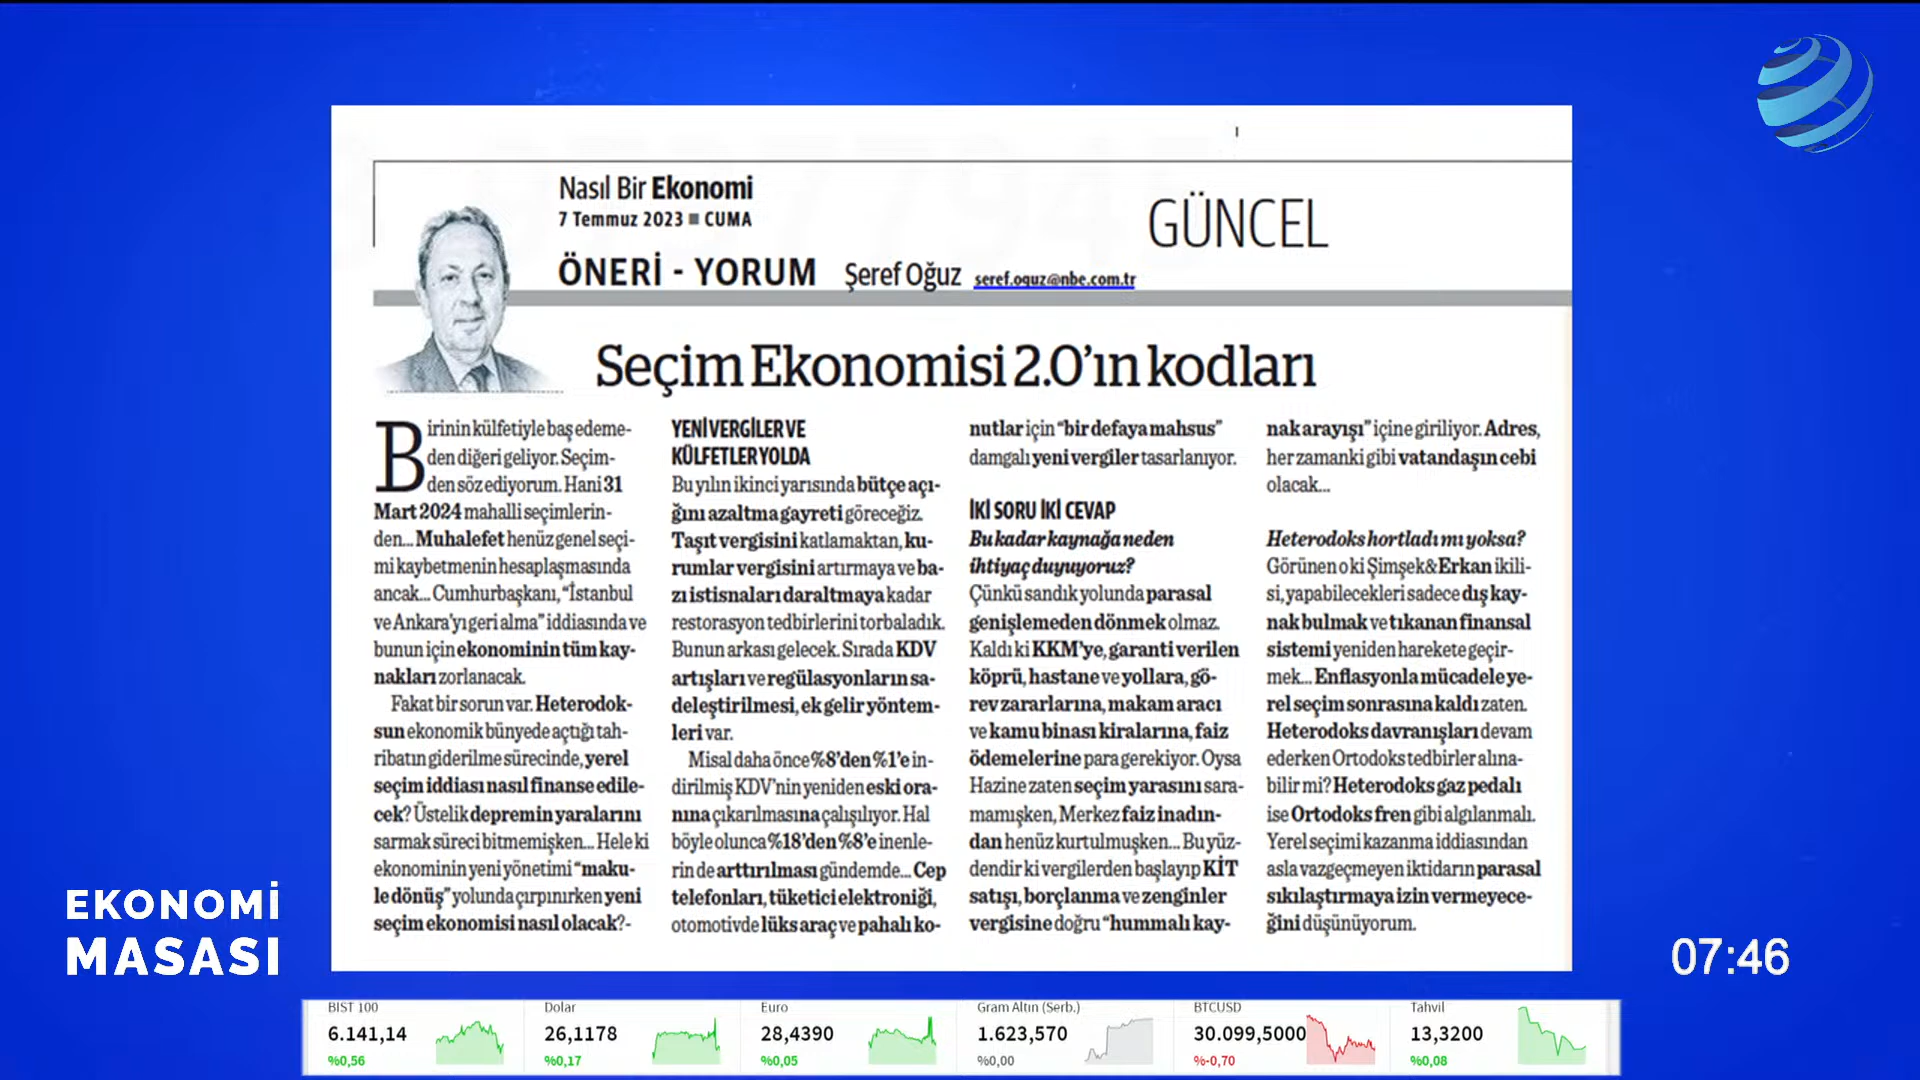 Nasıl Bir Ekonomi
7 Temmuz 2023 ■ CUMA
GÜNCEL
ÖNERİ - YORUM Şeref Oğuz seref.oguz@nbe.com.tr
Seçim Ekonomisi 2.0’ın kodları
Birinin külfetiyle baş edeme-
den diğeri geliyor. Seçim-
den söz ediyorum. Hani 31
Mart 2024 mahalli seçimlerin-
den... Muhalefet henüz genel seçi-
mi kaybetmenin hesaplaşmasında
ancak... Cumhurbaşkanı, “İstanbul
ve Ankara’yı geri alma” iddiasında ve
bunun için ekonominin tüm kay-
nakları zorlanacak.
Fakat bir sorun var. Heterodok-
sun ekonomik bünyede açtığı tah-
ribatın giderilme sürecinde, yerel
seçim iddiası nasıl finanse edile-
cek? Üstelik depremin yaralarını
sarmak süreci bitmemişken... Hele ki
ekonominin yeni yönetimi “maku-
le dönüş” yolunda çırpınırken yeni
seçim ekonomisi nasıl olacak?-
YENİ VERGİLER VE
KÜLFETLER YOLDA
Bu yılın ikinci yarısında bütçe açı-
ğını azaltma gayreti göreceğiz.
Taşıt vergisini katlamaktan, ku-
rumlar vergisini artırmaya ve ba-
zı istisnaları daraltmaya kadar
restorasyon tedbirlerini torbaladık.
Bunun arkası gelecek. Sırada KDV
artışları ve regülasyonların sa-
deleştirilmesi, ek gelir yöntem-
leri var.
Misal daha önce %8’den %1’e in-
dirilmiş KDV’nin yeniden eski ora-
nına çıkarılmasına çalışılıyor. Hal
böyle olunca %18’den %8’e inenle-
rin de arttırılması gündemde... Cep
telefonları, tüketici elektroniği,
otomotivde lüks araç ve pahalı ko-
nutlar için “bir defaya mahsus”
damgalı yeni vergiler tasarlanıyor.
İKİ SORU İKİ CEVAP
Bu kadar kaynağa neden
ihtiyaç duyuyoruz?
Çünkü sandık yolunda parasal
genişlemeden dönmek olmaz.
Kaldı ki KKM’ye, garanti verilen
köprü, hastane ve yollara, gö-
rev zararlarına, makam aracı
ve kamu binası kiralarına, faiz
ödemelerine para gerekiyor. Oysa
Hazine zaten seçim yarasını sara-
mamışken, Merkez faiz inadın-
dan henüz kurtulmuşken... Bu yüz-
dendir ki vergilerden başlayıp KİT
satışı, borçlanma ve zenginler
vergisine doğru “hummalı kay-
nak arayışı” içine giriliyor. Adres,
her zamanki gibi vatandaşın cebi
olacak...
Heterodoks hortladı mı yoksa?
Görünen o ki Şimşek&Erkan ikili-
si, yapabilecekleri sadece dış kay-
nak bulmak ve tıkanan finansal
sistemi yeniden harekete geçir-
mek... Enflasyonla mücadele ye-
rel seçim sonrasına kaldı zaten.
Heterodoks davranışları devam
ederken Ortodoks tedbirler alına-
bilir mi? Heterodoks gaz pedalı
ise Ortodoks fren gibi algılanmalı.
Yerel seçimi kazanma iddiasından
asla vazgeçmeyen iktidarın parasal
sıkılaştırmaya izin vermeyece-
ğini düşünüyorum.
EKONOMİ
MASASI
07:46
BIST 100
6.141,14
%0,56
Dolar
26,1178
%0,17
Euro
28,4390
%0,05
Gram Altın (Serb.)
1.623,570
%0,00
BTCUSD
30.099,5000
%-0,70
Tahvil
13,3200
%0,08